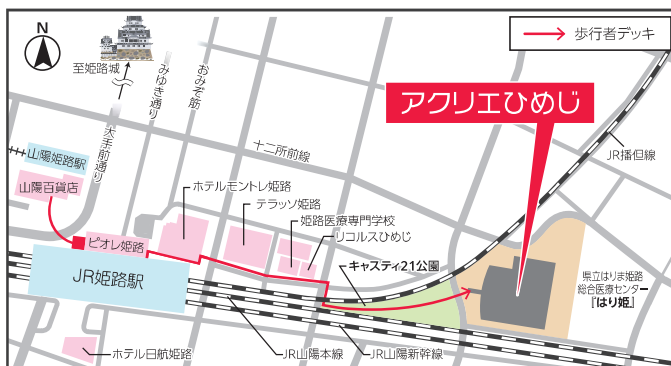 N
歩行者デッキ
至姫路城
みゆき通り
おみぞ筋
アクリエひめじ
大手前通り
十二所前線
JR播但線
山陽姫路駅
山陽百貨店
ホテルモントレ姫路
テラッソ姫路
姫路医療専門学校
リコルスひめじ
ピオレ姫路
キャスティ21公園
JR姫路駅
県立はりま姫路
総合医療センター
『はり姫』
ホテル日航姫路
JR山陽本線
JR山陽新幹線